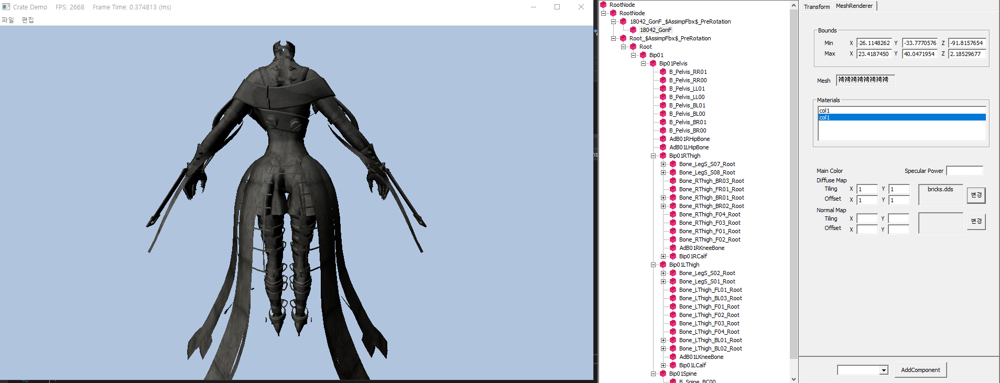 Crate Demo FPS: 2668 Frame Time: 0.374813 (ms)
파일 편집
RootNode
RootNode
18042_GonF_$AssimpFbx$_PreRotation
18042_GonF
Root_$AssimpFbx$_PreRotation
Root
Bip01
Bip01Pelvis
B_Pelvis_RR01
B_Pelvis_RR00
B_Pelvis_LL01
B_Pelvis_LL00
B_Pelvis_BL01
B_Pelvis_BL00
B_Pelvis_BR01
B_Pelvis_BR00
AdB01RHipBone
AdB01LHipBone
Bip01RThigh
Bone_LegS_S07_Root
Bone_LegS_S08_Root
Bone_RThigh_BR03_Root
Bone_RThigh_FR01_Root
Bone_RThigh_BR01_Root
Bone_RThigh_BR02_Root
Bone_RThigh_F04_Root
Bone_RThigh_F03_Root
Bone_RThigh_F01_Root
Bone_RThigh_F02_Root
AdB01RKneeBone
Bip01RCalf
Bip01LThigh
Bone_LegS_S02_Root
Bone_LegS_S01_Root
Bone_LThigh_FL01_Root
Bone_LThigh_BL03_Root
Bone_LThigh_F01_Root
Bone_LThigh_F02_Root
Bone_LThigh_F03_Root
Bone_LThigh_F04_Root
Bone_LThigh_BL01_Root
Bone_LThigh_BL02_Root
AdB01LKneeBone
Bip01LCalf
Bip01Spine
B_Spine_BC00
Transform MeshRenderer
Bounds
Min X -26.1148262 Y -33.7770576 Z -91.8157654
Max X 23.4187450 Y 40.0471954 Z 2.18529677
Mesh
Materials
col1
col1
Main Color Specular Power
Diffuse Map
Tiling X 1 Y 1 bricks.dds 변경
Offset X 1 Y 1
Normal Map
Tiling X Y 변경
Offset X Y
AddComponent